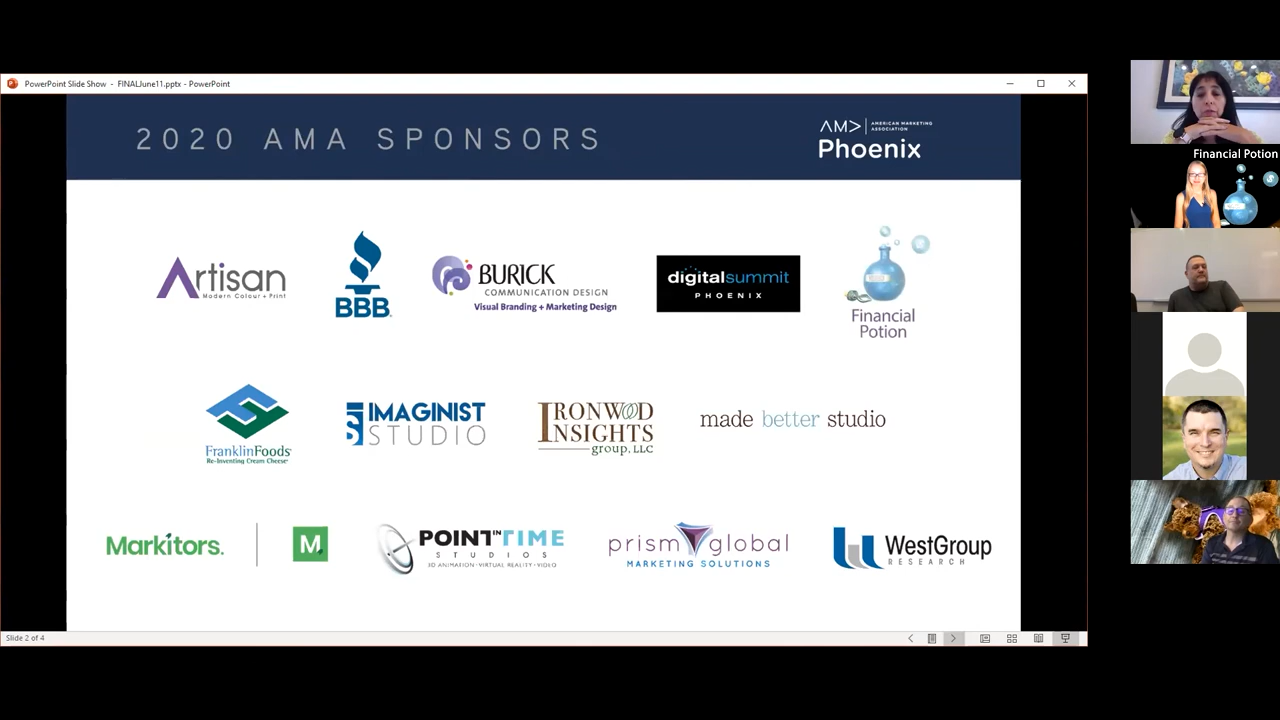 PowerPoint Slide Show - FINALJune11.pptx - PowerPoint
2020 AMA SPONSORS
AMA
AMERICAN MARKETING
ASSOCIATION
Phoenix
Artisan
Modern Colour + Print
BBB
BURICK
COMMUNICATION DESIGN
Visual Branding + Marketing Design
digitalsummit
PHOENIX
Financial
Potion
FranklinFoods
Re-Inventing Cream Cheese
IMAGINIST
STUDIO
IRONWOOD
INSIGHTS
group, LLC
made better studio
Markitors.
M
POINT IN TIME
STUDIOS
3D ANIMATION · VIRTUAL REALITY · VIDEO
prism global
MARKETING SOLUTIONS
WestGroup
RESEARCH
Slide 2 of 4
Financial Potion